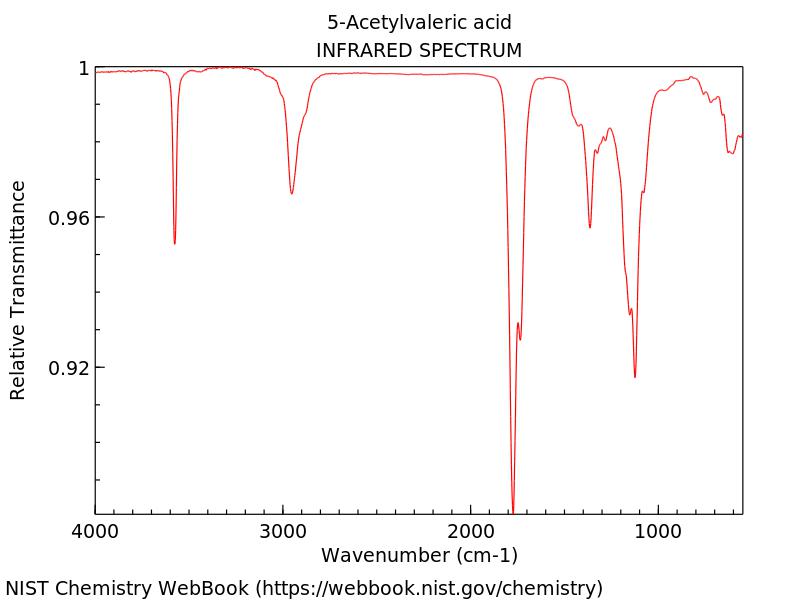 5-Acetylvaleric acid
INFRARED SPECTRUM
1
0.96
0.92
Relative Transmittance
4000 3000 2000 1000
Wavenumber (cm-1)
NIST Chemistry WebBook (https://webbook.nist.gov/chemistry)